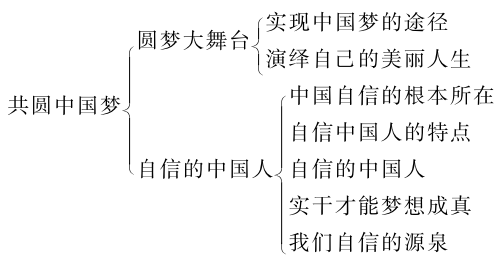 共圆中国梦
圆梦大舞台
实现中国梦的途径
演绎自己的美丽人生
自信的中国人
中国自信的根本所在
自信中国人的特点
自信的中国人
实干才能梦想成真
我们自信的源泉